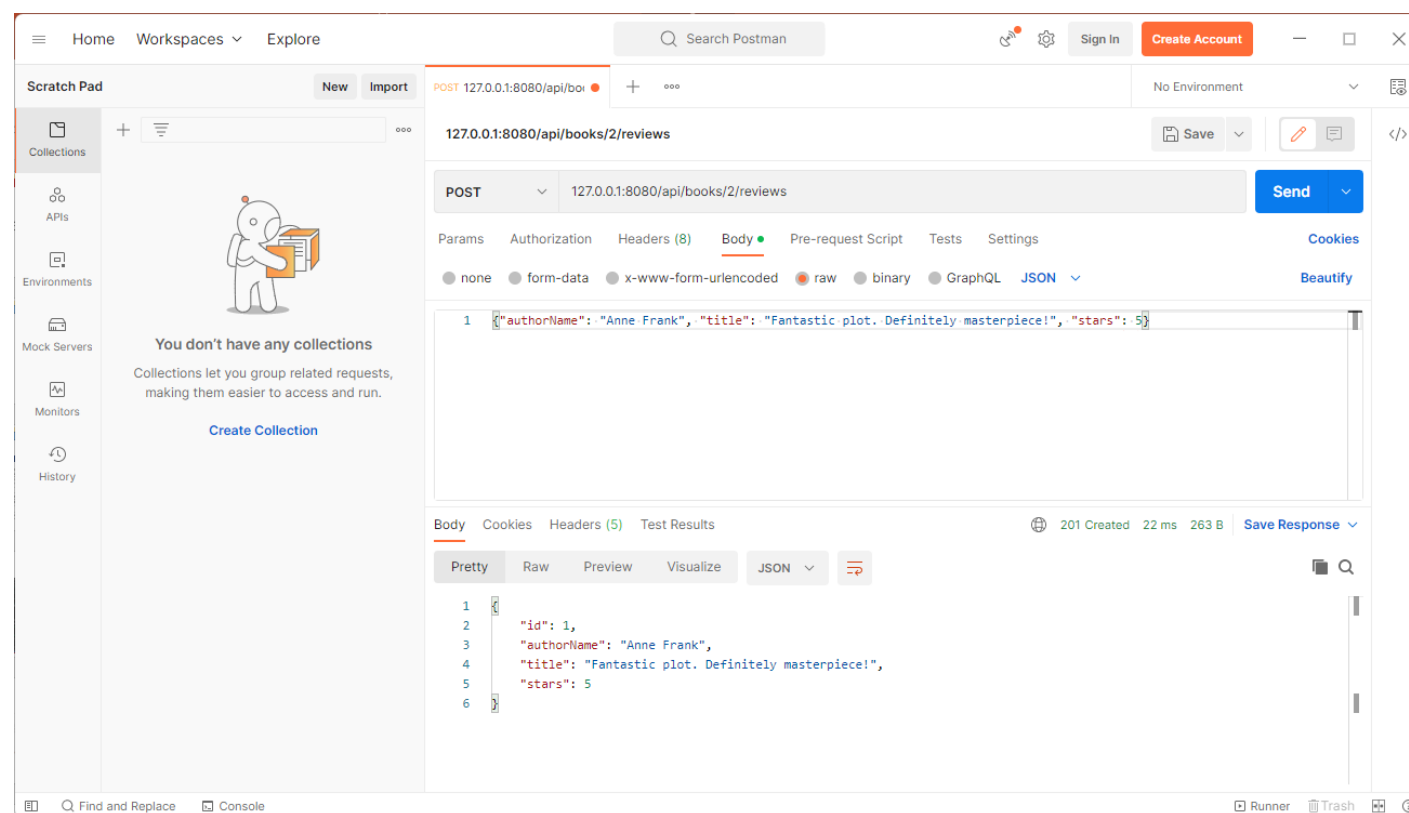 Home Workspaces Explore Search Postman Sign In Create Account
Scratch Pad New Import POST 127.0.0.1:8080/api/boo No Environment
Collections
127.0.0.1:8080/api/books/2/reviews Save
APIs
POST 127.0.0.1:8080/api/books/2/reviews Send
Params Authorization Headers (8) Body Pre-request Script Tests Settings Cookies
Environments
none form-data x-www-form-urlencoded raw binary GraphQL JSON Beautify
1 {"authorName": "Anne Frank", "title": "Fantastic plot. Definitely masterpiece!", "stars": 5}
Mock Servers
You don't have any collections
Collections let you group related requests,
making them easier to access and run.
Monitors
Create Collection
History
Body Cookies Headers (5) Test Results 201 Created 22 ms 263 B Save Response
Pretty Raw Preview Visualize JSON
1 {
2 "id": 1,
3 "authorName": "Anne Frank",
4 "title": "Fantastic plot. Definitely masterpiece!",
5 "stars": 5
6 }
Find and Replace Console Runner Trash